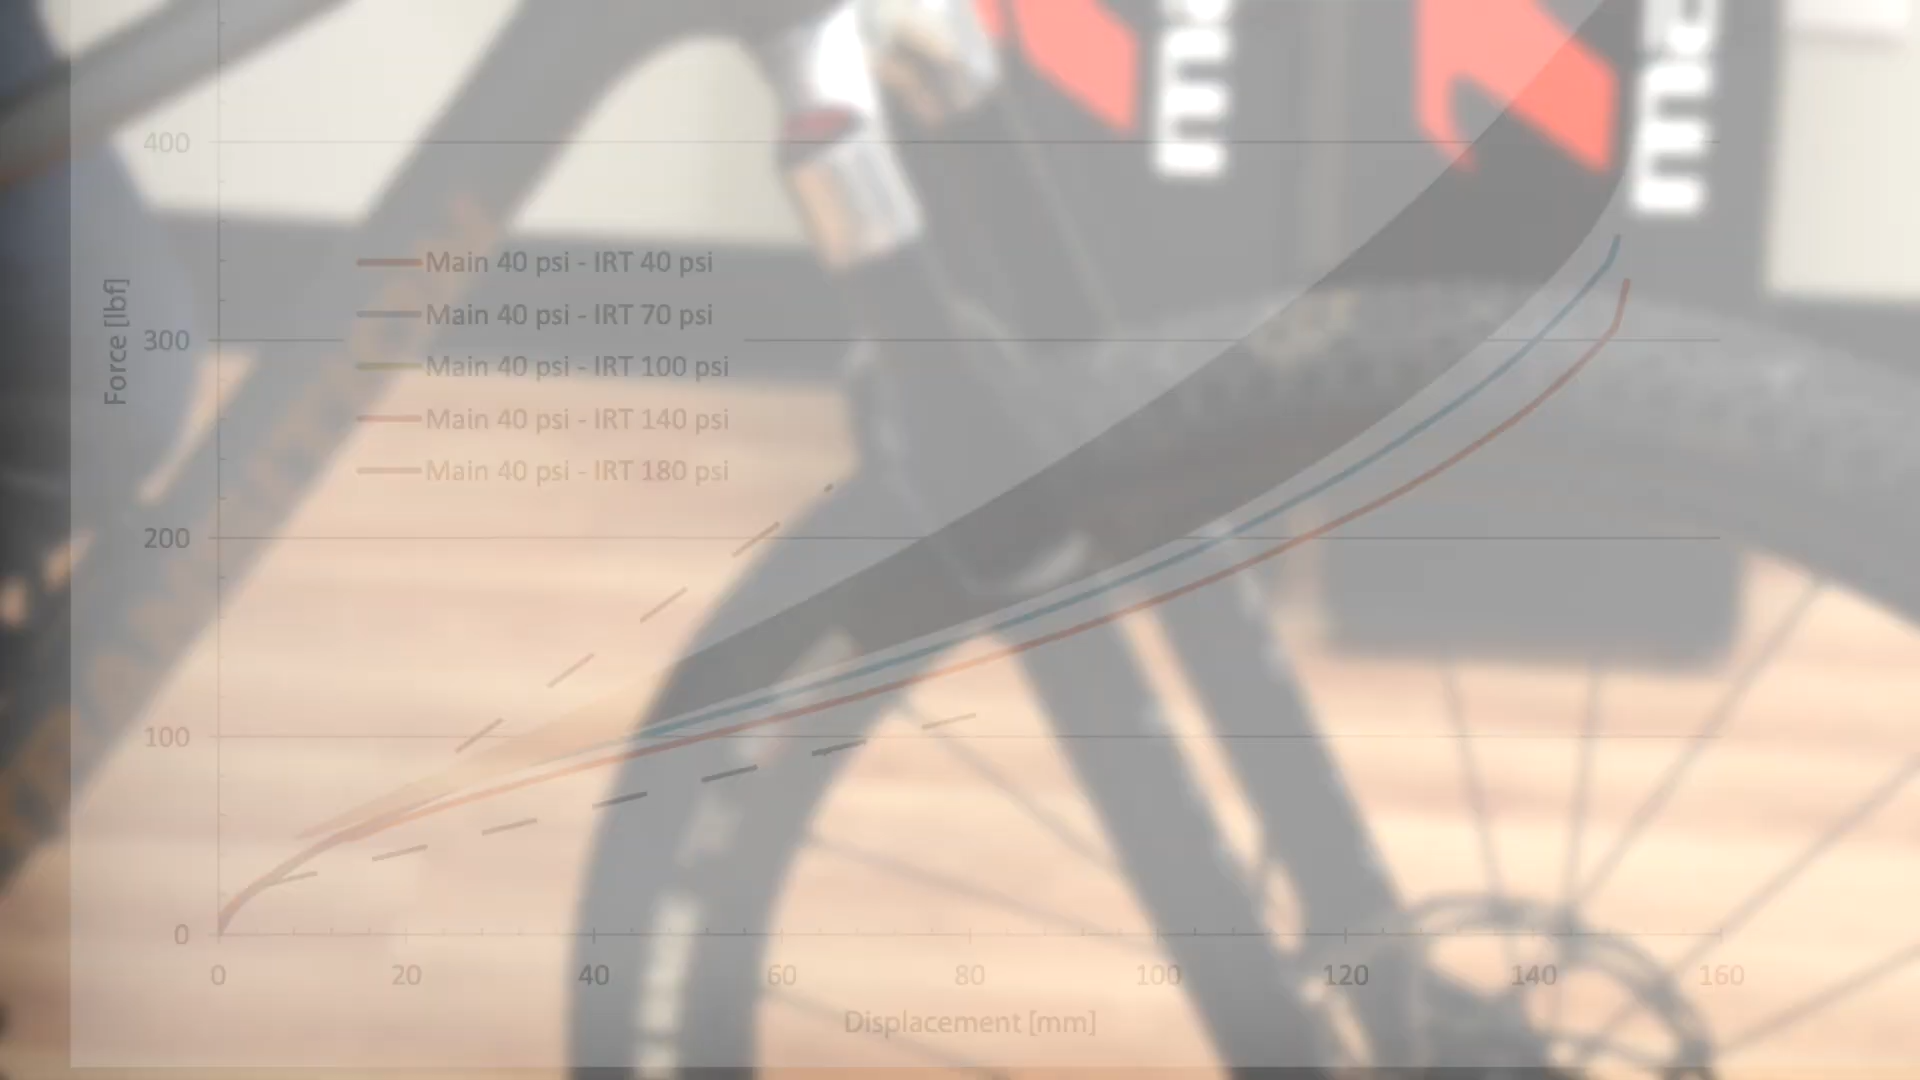 400
300
200
100
0
Force [lbf]
Main 40 psi - IRT 40 psi
Main 40 psi - IRT 70 psi
Main 40 psi - IRT 100 psi
Main 40 psi - IRT 140 psi
Main 40 psi - IRT 180 psi
0 20 40 60 80 100 120 140 160
Displacement [mm]